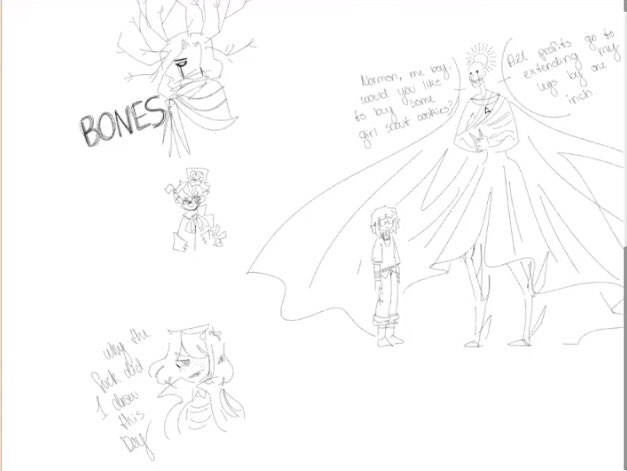 BONES
Norman, me boy,
would you like
to buy some
girl scout cookies?
All profits go to
extending my
legs by one
inch.
why the
fuck did
I draw
this
boy